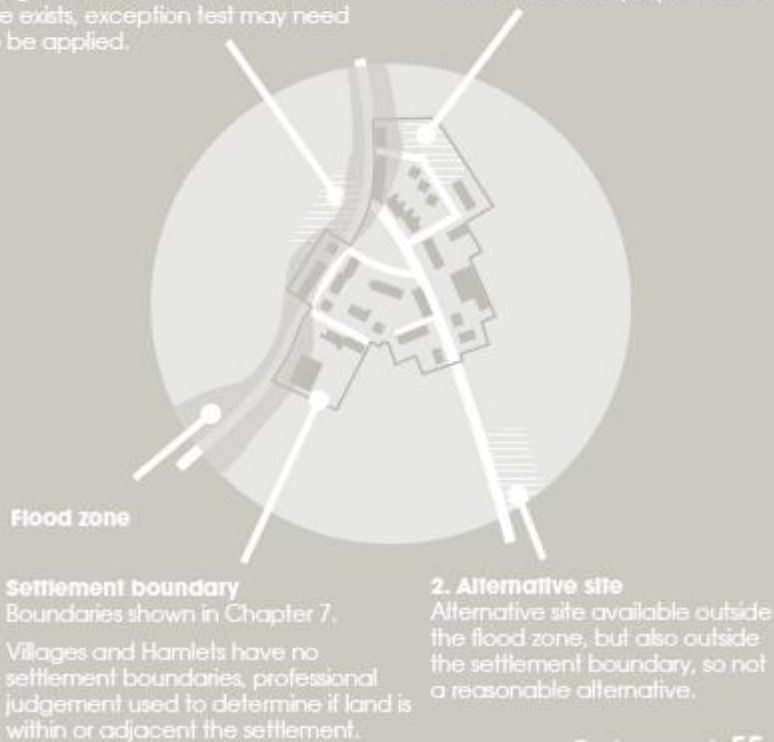 e exists, exception test may need
be applied.
Flood zone
Settlement boundary
Boundaries shown in Chapter 7.
Villages and Hamlets have no
settlement boundaries, professional
judgement used to determine if land is
within or adjacent the settlement.
2. Alternative site
Alternative site available outside
the flood zone, but also outside
the settlement boundary, so not
a reasonable alternative.
55